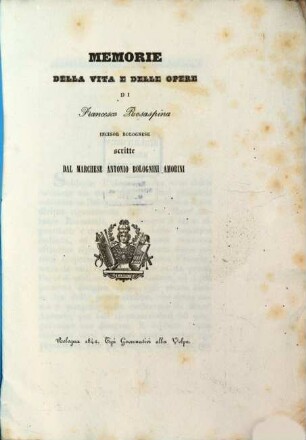 MEMORIE
DELLA VITA E DELLE OPERE
DI
Francesco Rosaspina
INCISOR BOLOGNESE
scritte
DAL MARCHESE ANTONIO BOLOGNINI AMORINI
Bologna 1842. Tipi Governativi alla Volpe.